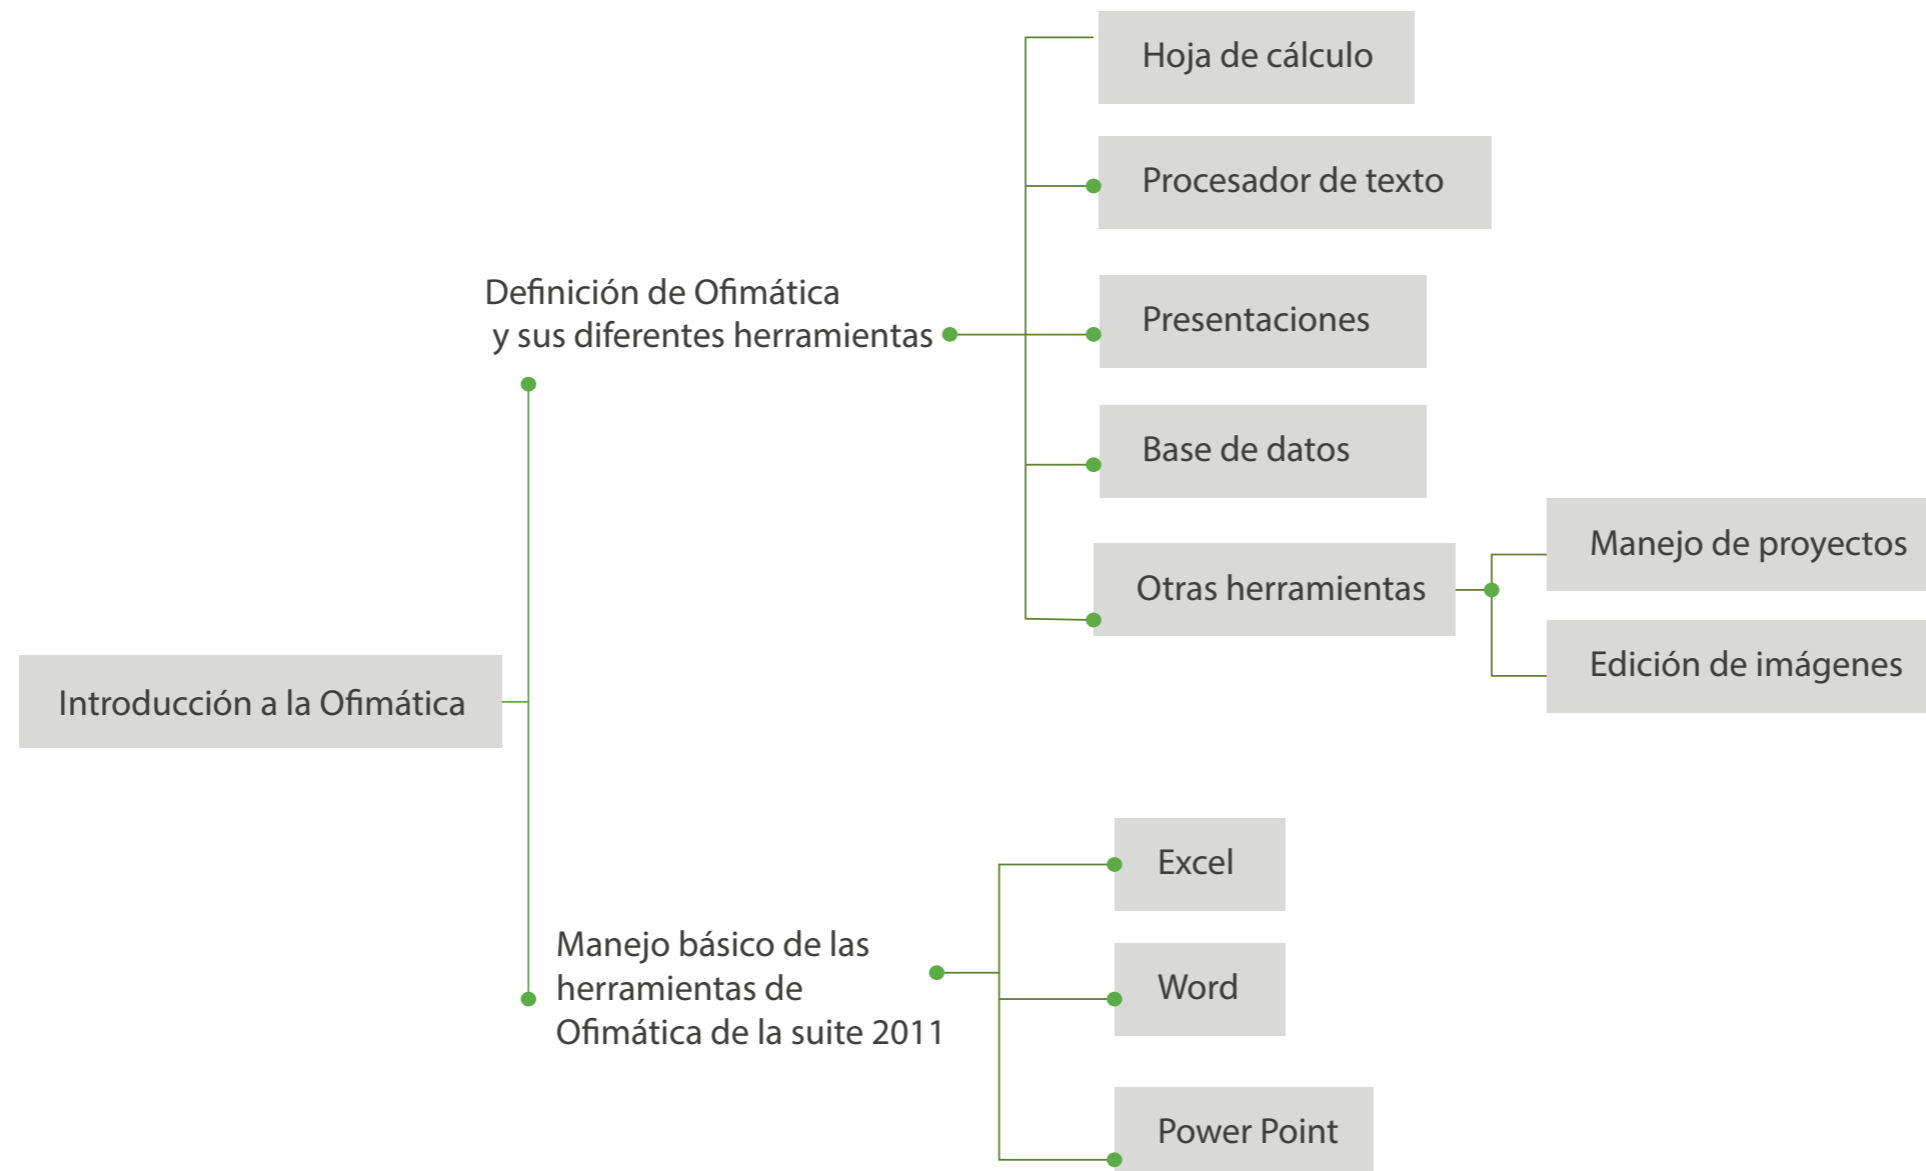 Hoja de cálculo
Procesador de texto
Definición de Ofimática
y sus diferentes herramientas
Presentaciones
Base de datos
Otras herramientas
Manejo de proyectos
Edición de imágenes
Introducción a la Ofimática
Manejo básico de las
herramientas de
Ofimática de la suite 2011
Excel
Word
Power Point